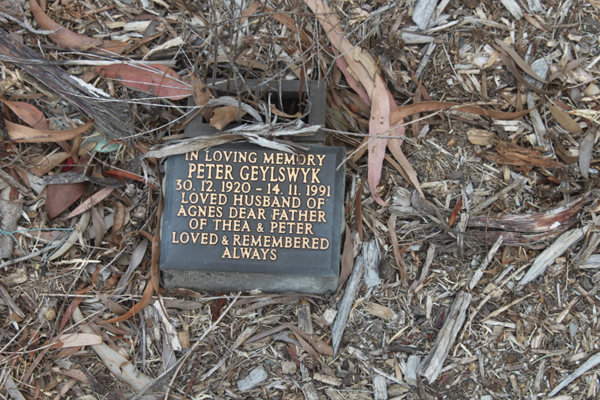 IN LOVING MEMORY
PETER GEYLSWYK
30. 12. 1920 - 14. 11. 1991
LOVED HUSBAND OF
AGNES DEAR FATHER
OF THEA & PETER
LOVED & REMEMBERED
ALWAYS